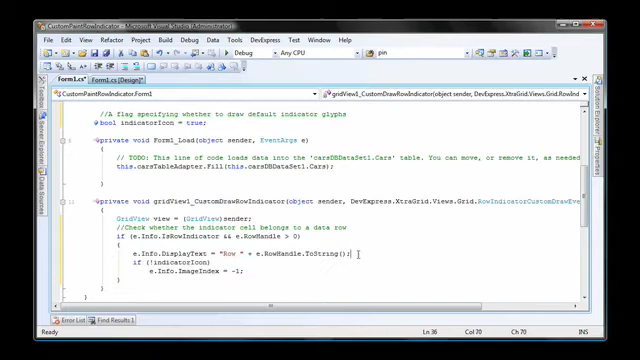 CustomPaintRowIndicator - Microsoft Visual Studio (Administrator)
File Edit View Refactor Project Build Debug Data Tools DevExpress Test Window Help
Debug Any CPU pin
Form1.cs* Form1.cs [Design]*
CustomPaintRowIndicator.Form1 gridView1_CustomDrawRowIndicator(object sender, DevExpress.XtraGrid.Views.Grid.RowInd
//A flag specifying whether to draw default indicator glyphs
bool indicatorIcon = true;
private void Form1_Load(object sender, EventArgs e)
{
// TODO: This line of code loads data into the 'carsDBDataSet1.Cars' table. You can move, or remove it, as needed
this.carsTableAdapter.Fill(this.carsDBDataSet1.Cars);
}
private void gridView1_CustomDrawRowIndicator(object sender, DevExpress.XtraGrid.Views.Grid.RowIndicatorCustomDrawEve
{
GridView view = (GridView)sender;
//Check whether the indicator cell belongs to a data row
if (e.Info.IsRowIndicator && e.RowHandle > 0)
{
e.Info.DisplayText = "Row " + e.RowHandle.ToString();
if (!indicatorIcon)
e.Info.ImageIndex = -1;
}
}
}
Toolbox
Data Sources
Solution Explorer
Properties
Error List Find Results 1
Ready Ln 36 Col 70 Ch 70 INS